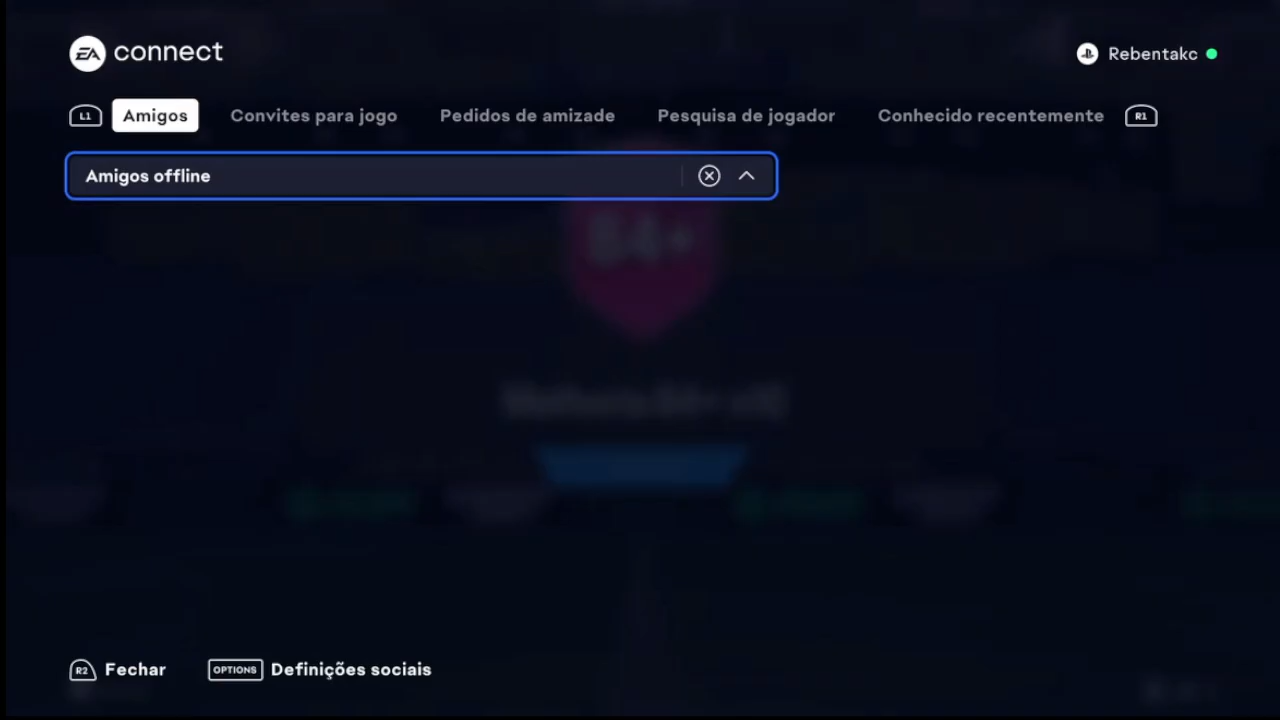 EA connect
Rebentakc
L1 Amigos Convites para jogo Pedidos de amizade Pesquisa de jogador Conhecido recentemente R1
Amigos offline
84+
R2 Fechar OPTIONS Definições sociais